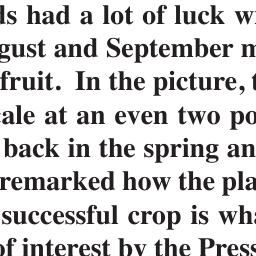 ds had a lot of luck wi
gust and September m
fruit. In the picture, t
cale at an even two po
back in the spring an
remarked how the pla
successful crop is wha
of interest by the Press